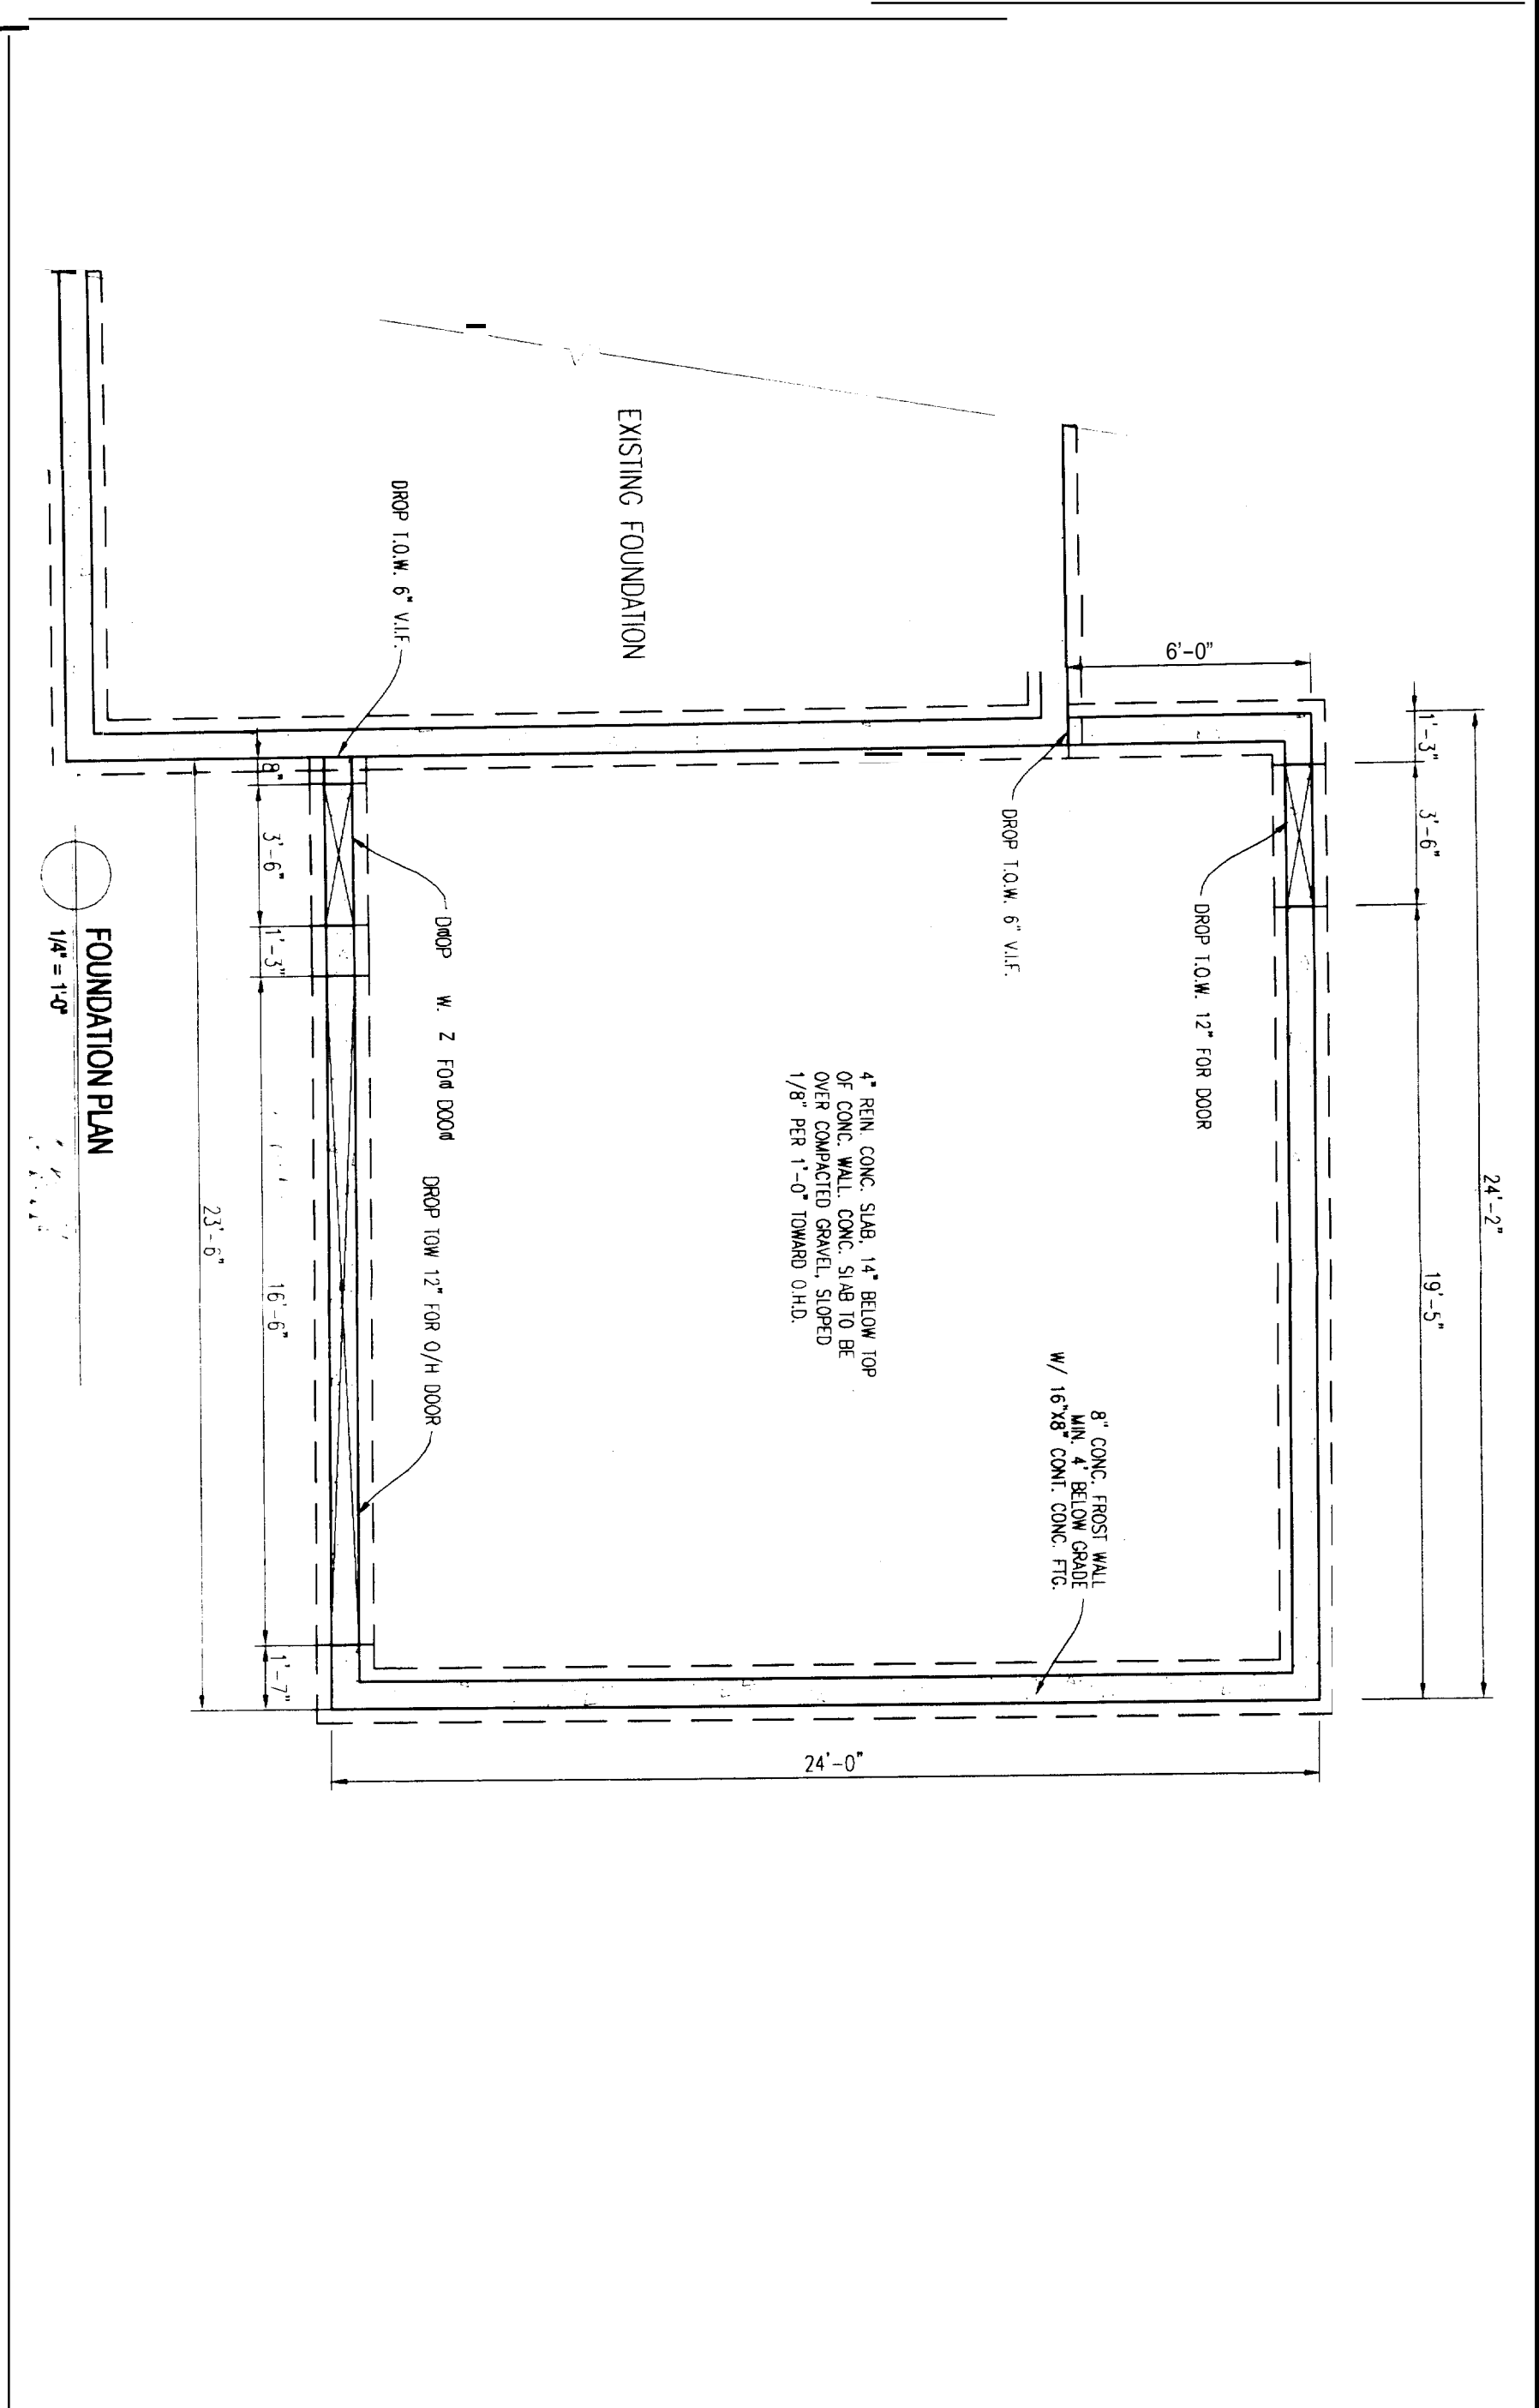 24'-2"
1'-3"
3'-6"
19'-5"
6'-0"
DROP T.O.W. 12" FOR DOOR
8" CONC. FROST WALL
MIN. 4' BELOW GRADE
W/ 16"X8" CONT. CONC. FTG.
DROP T.O.W. 6" V.I.F.
4" REIN. CONC. SLAB, 14" BELOW TOP
OF CONC. WALL. CONC. SLAB TO BE
OVER COMPACTED GRAVEL, SLOPED
1/8" PER 1'-0" TOWARD O.H.D.
24'-0"
EXISTING FOUNDATION
DROP T.O.W. 6" V.I.F.
W. Z
DROP TOW 12" FOR O/H DOOR
8"
3'-6"
1'-3"
16'-6"
1'-7"
23'-6"
FOUNDATION PLAN
1/4" = 1'-0"